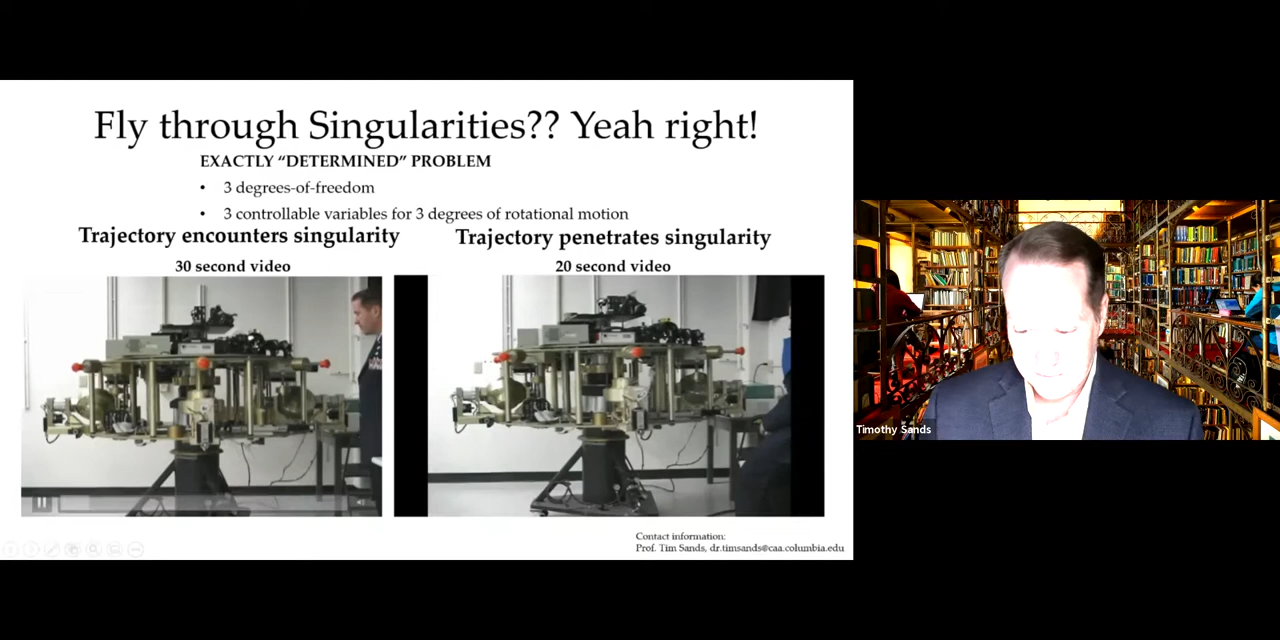 Fly through Singularities?? Yeah right!
EXACTLY “DETERMINED” PROBLEM
• 3 degrees-of-freedom
• 3 controllable variables for 3 degrees of rotational motion
Trajectory encounters singularity
30 second video
Trajectory penetrates singularity
20 second video
Contact information:
Prof. Tim Sands, dr.timsands@caa.columbia.edu
Timothy Sands